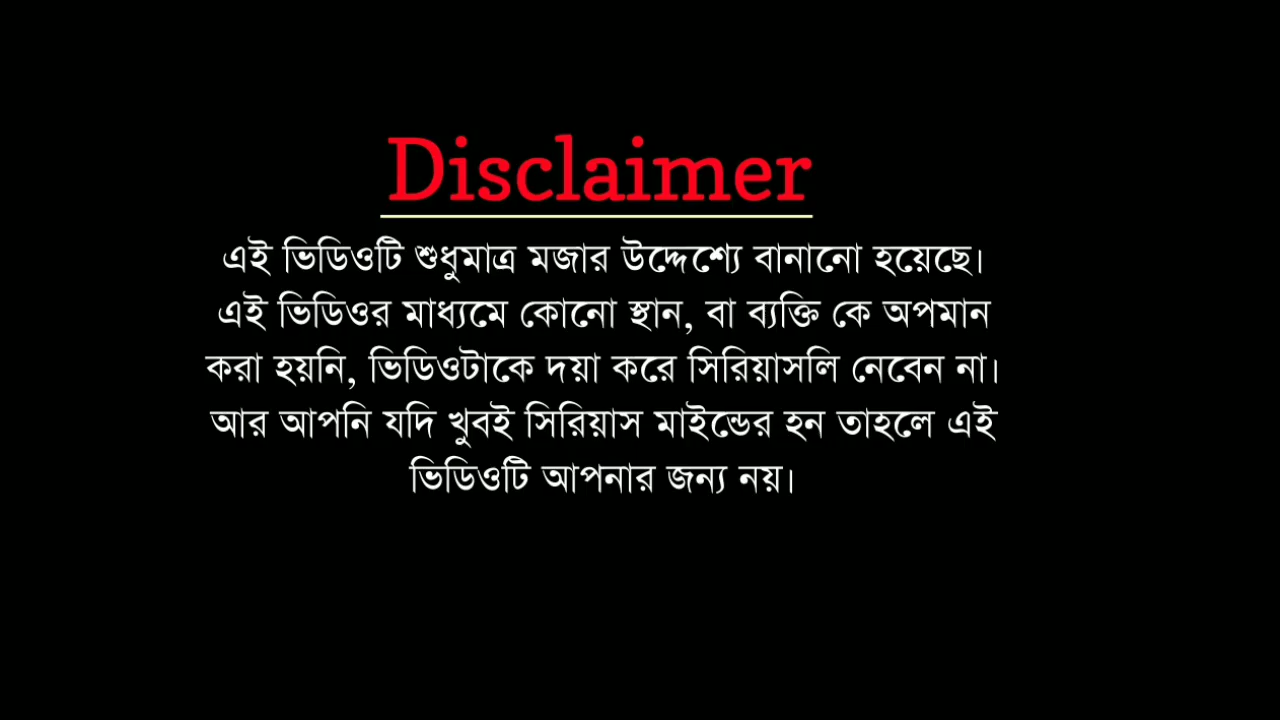 Disclaimer
এই ভিডিওটি শুধুমাত্র মজার উদ্দেশ্যে বানানো হয়েছে।
এই ভিডিওর মাধ্যমে কোনো স্থান, বা ব্যক্তি কে অপমান
করা হয়নি, ভিডিওটাকে দয়া করে সিরিয়াসলি নেবেন না।
আর আপনি যদি খুবই সিরিয়াস মাইন্ডের হন তাহলে এই
ভিডিওটি আপনার জন্য নয়।